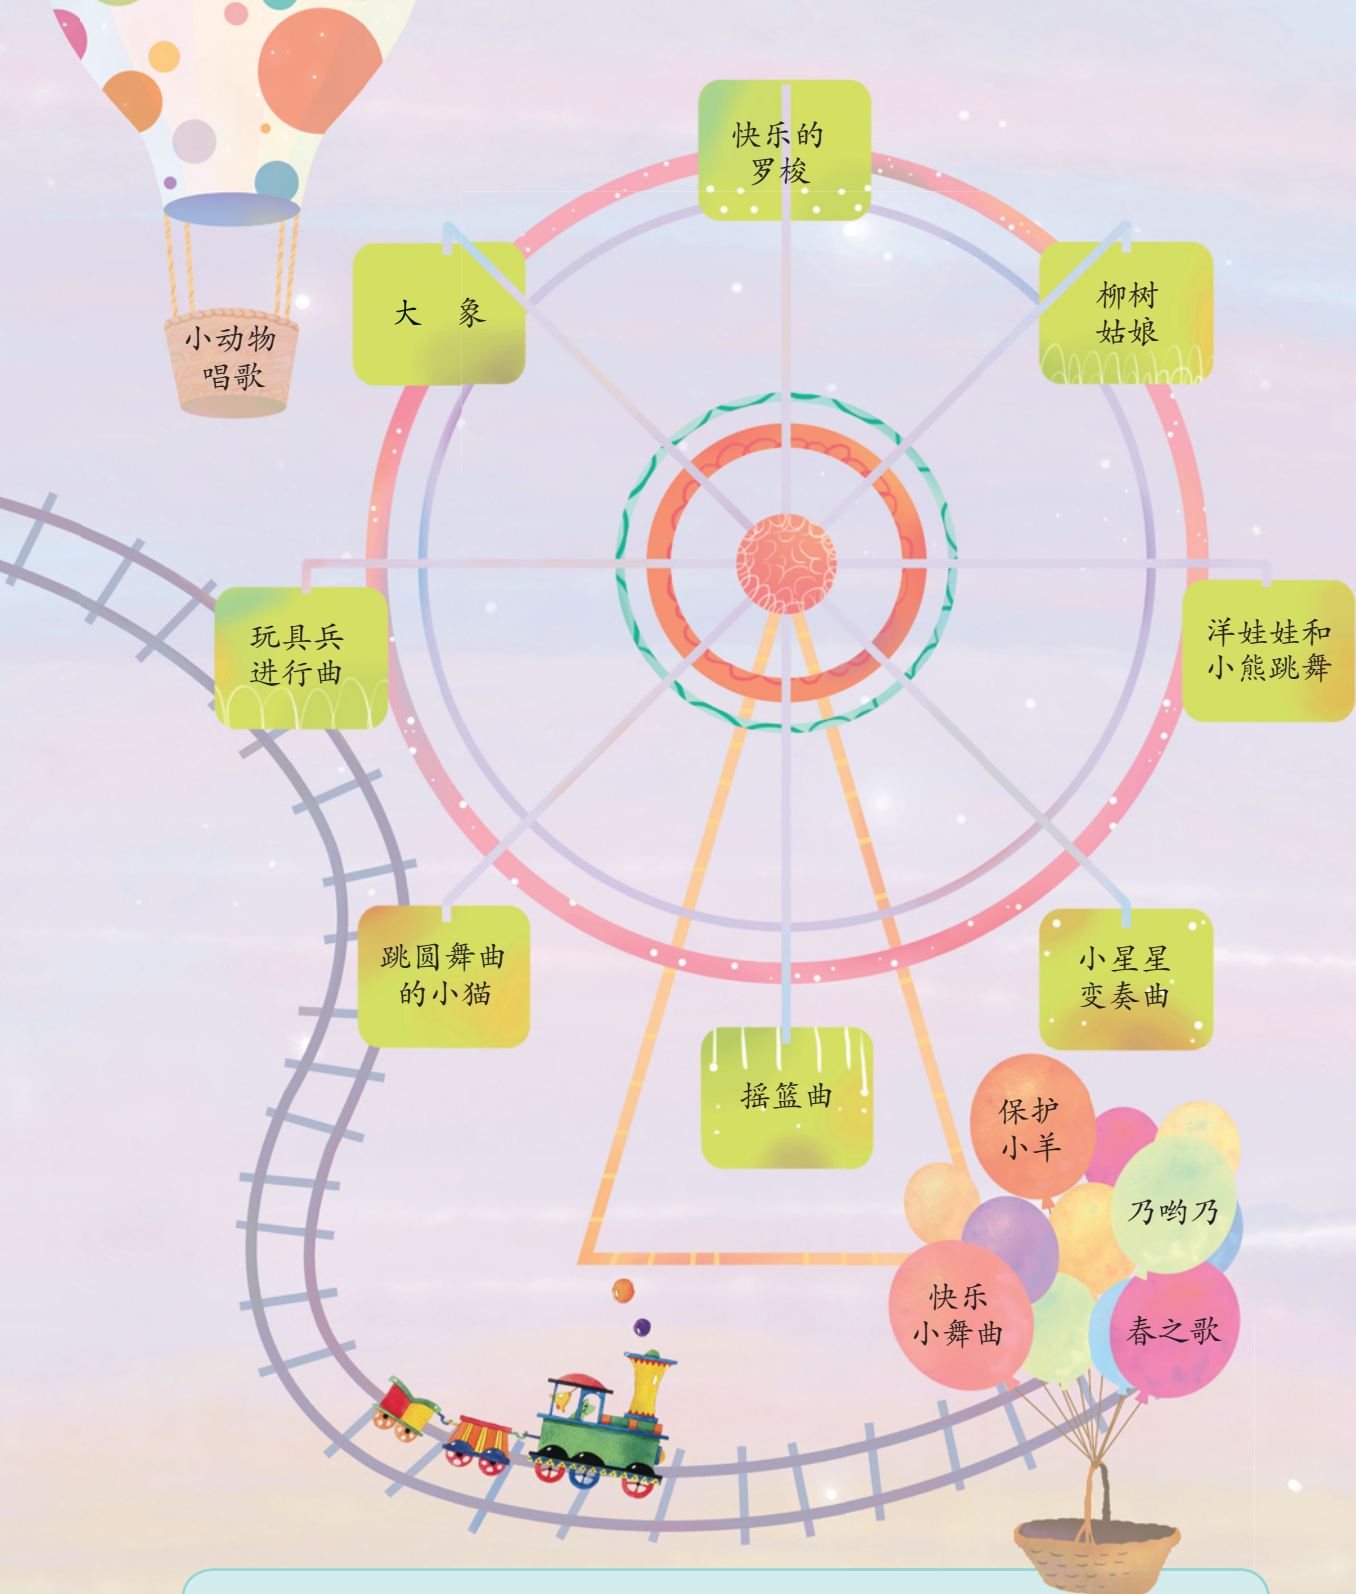 快乐的
罗梭
柳树
姑娘
大 象
小动物
唱歌
玩具兵
进行曲
洋娃娃和
小熊跳舞
跳圆舞曲
的小猫
小星星
变奏曲
摇篮曲
保护
小羊
乃哟乃
快乐
小舞曲
春之歌